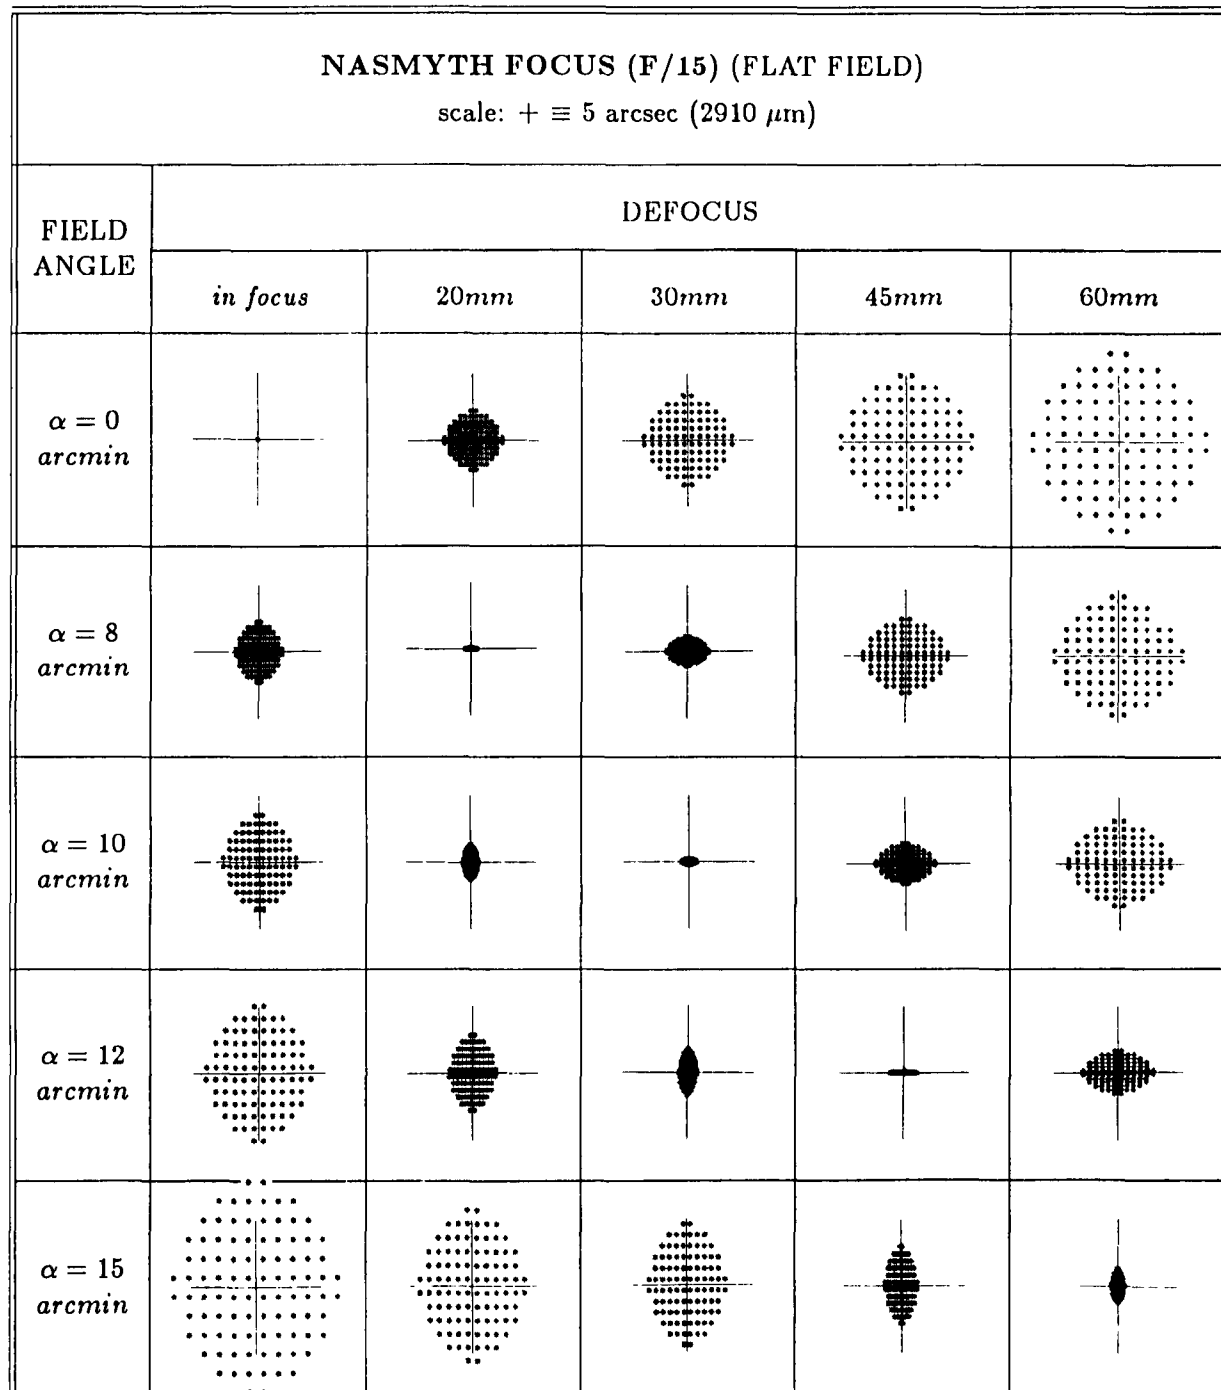 NASMYTH FOCUS (F/15) (FLAT FIELD)
scale: + ≡ 5 arcsec (2910 μm)
FIELD ANGLE
DEFOCUS
in focus
20mm
30mm
45mm
60mm
α = 0
arcmin
α = 8
arcmin
α = 10
arcmin
α = 12
arcmin
α = 15
arcmin